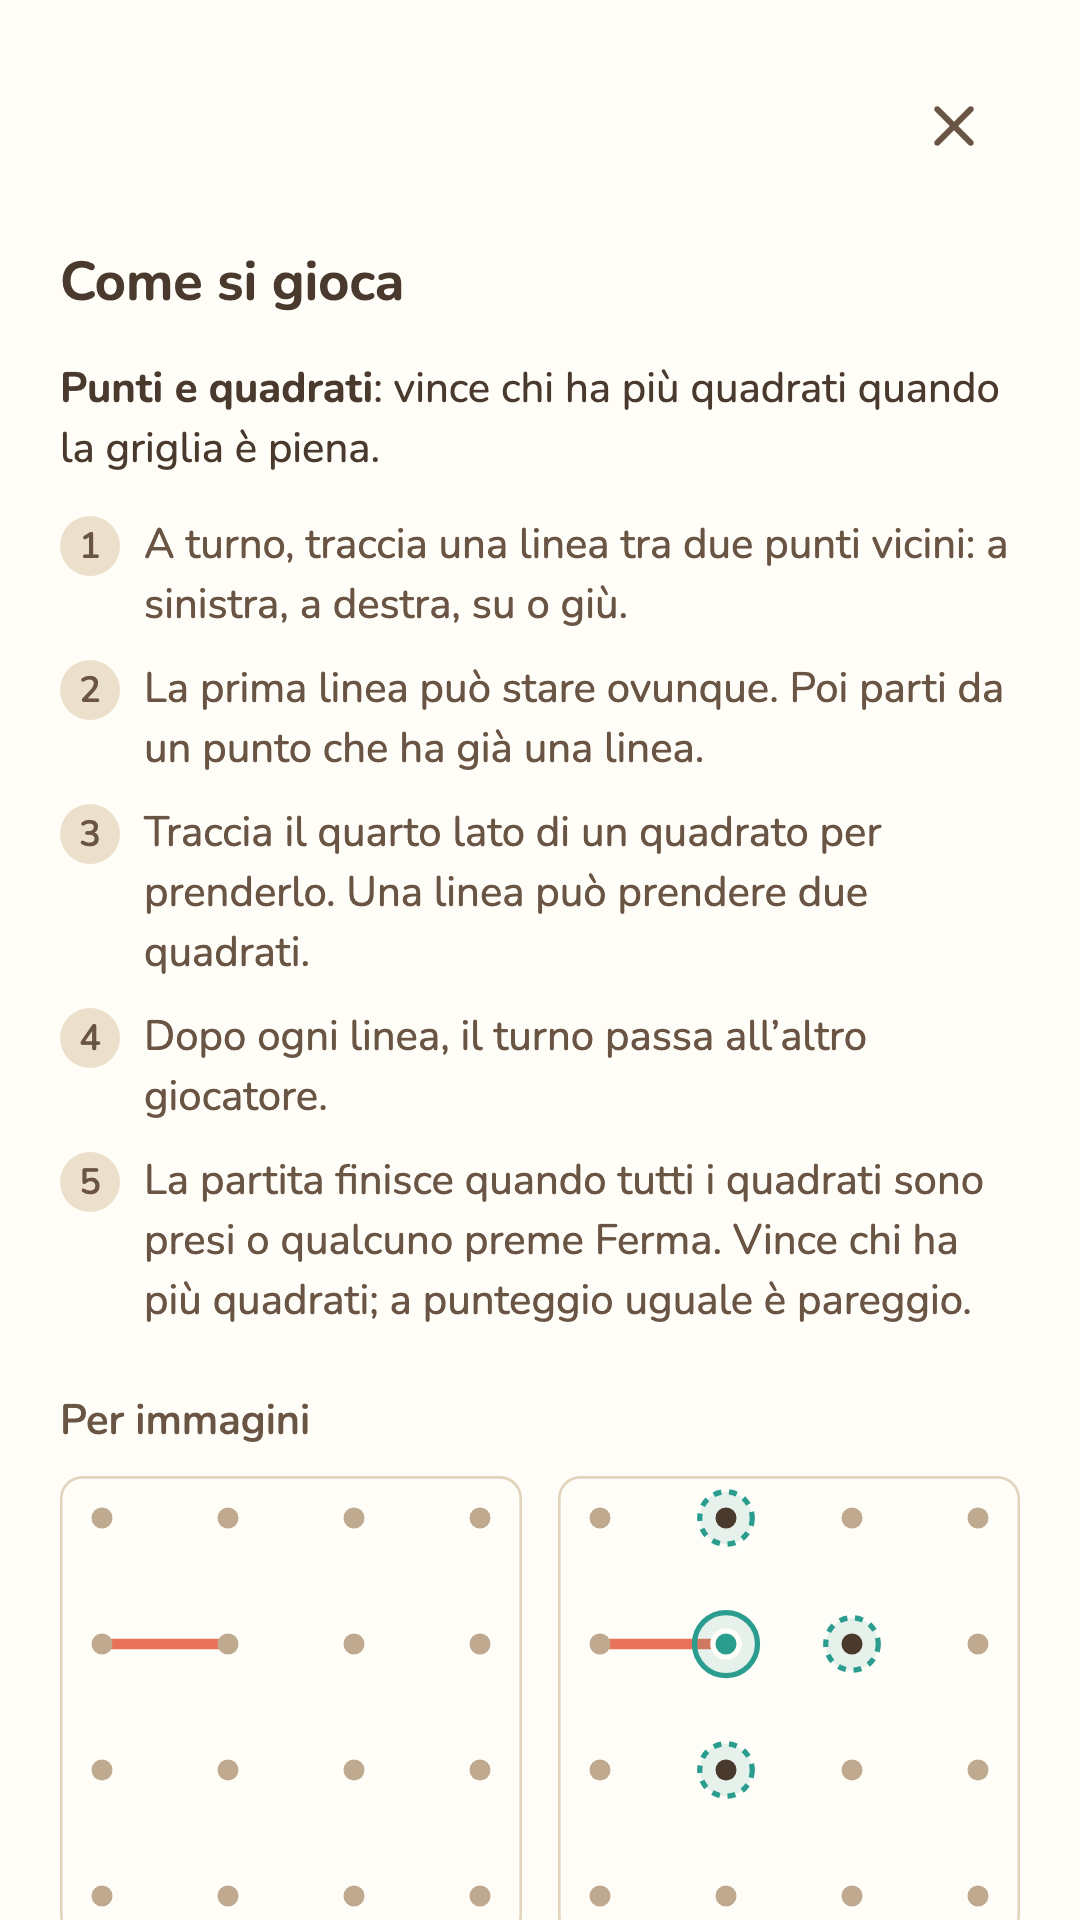 Come si gioca
Punti e quadrati: vince chi ha più quadrati quando
la griglia è piena.
1 A turno, traccia una linea tra due punti vicini: a
sinistra, a destra, su o giù.
2 La prima linea può stare ovunque. Poi parti da
un punto che ha già una linea.
3 Traccia il quarto lato di un quadrato per
prenderlo. Una linea può prendere due
quadrati.
4 Dopo ogni linea, il turno passa all’altro
giocatore.
5 La partita finisce quando tutti i quadrati sono
presi o qualcuno preme Ferma. Vince chi ha
più quadrati; a punteggio uguale è pareggio.
Per immagini